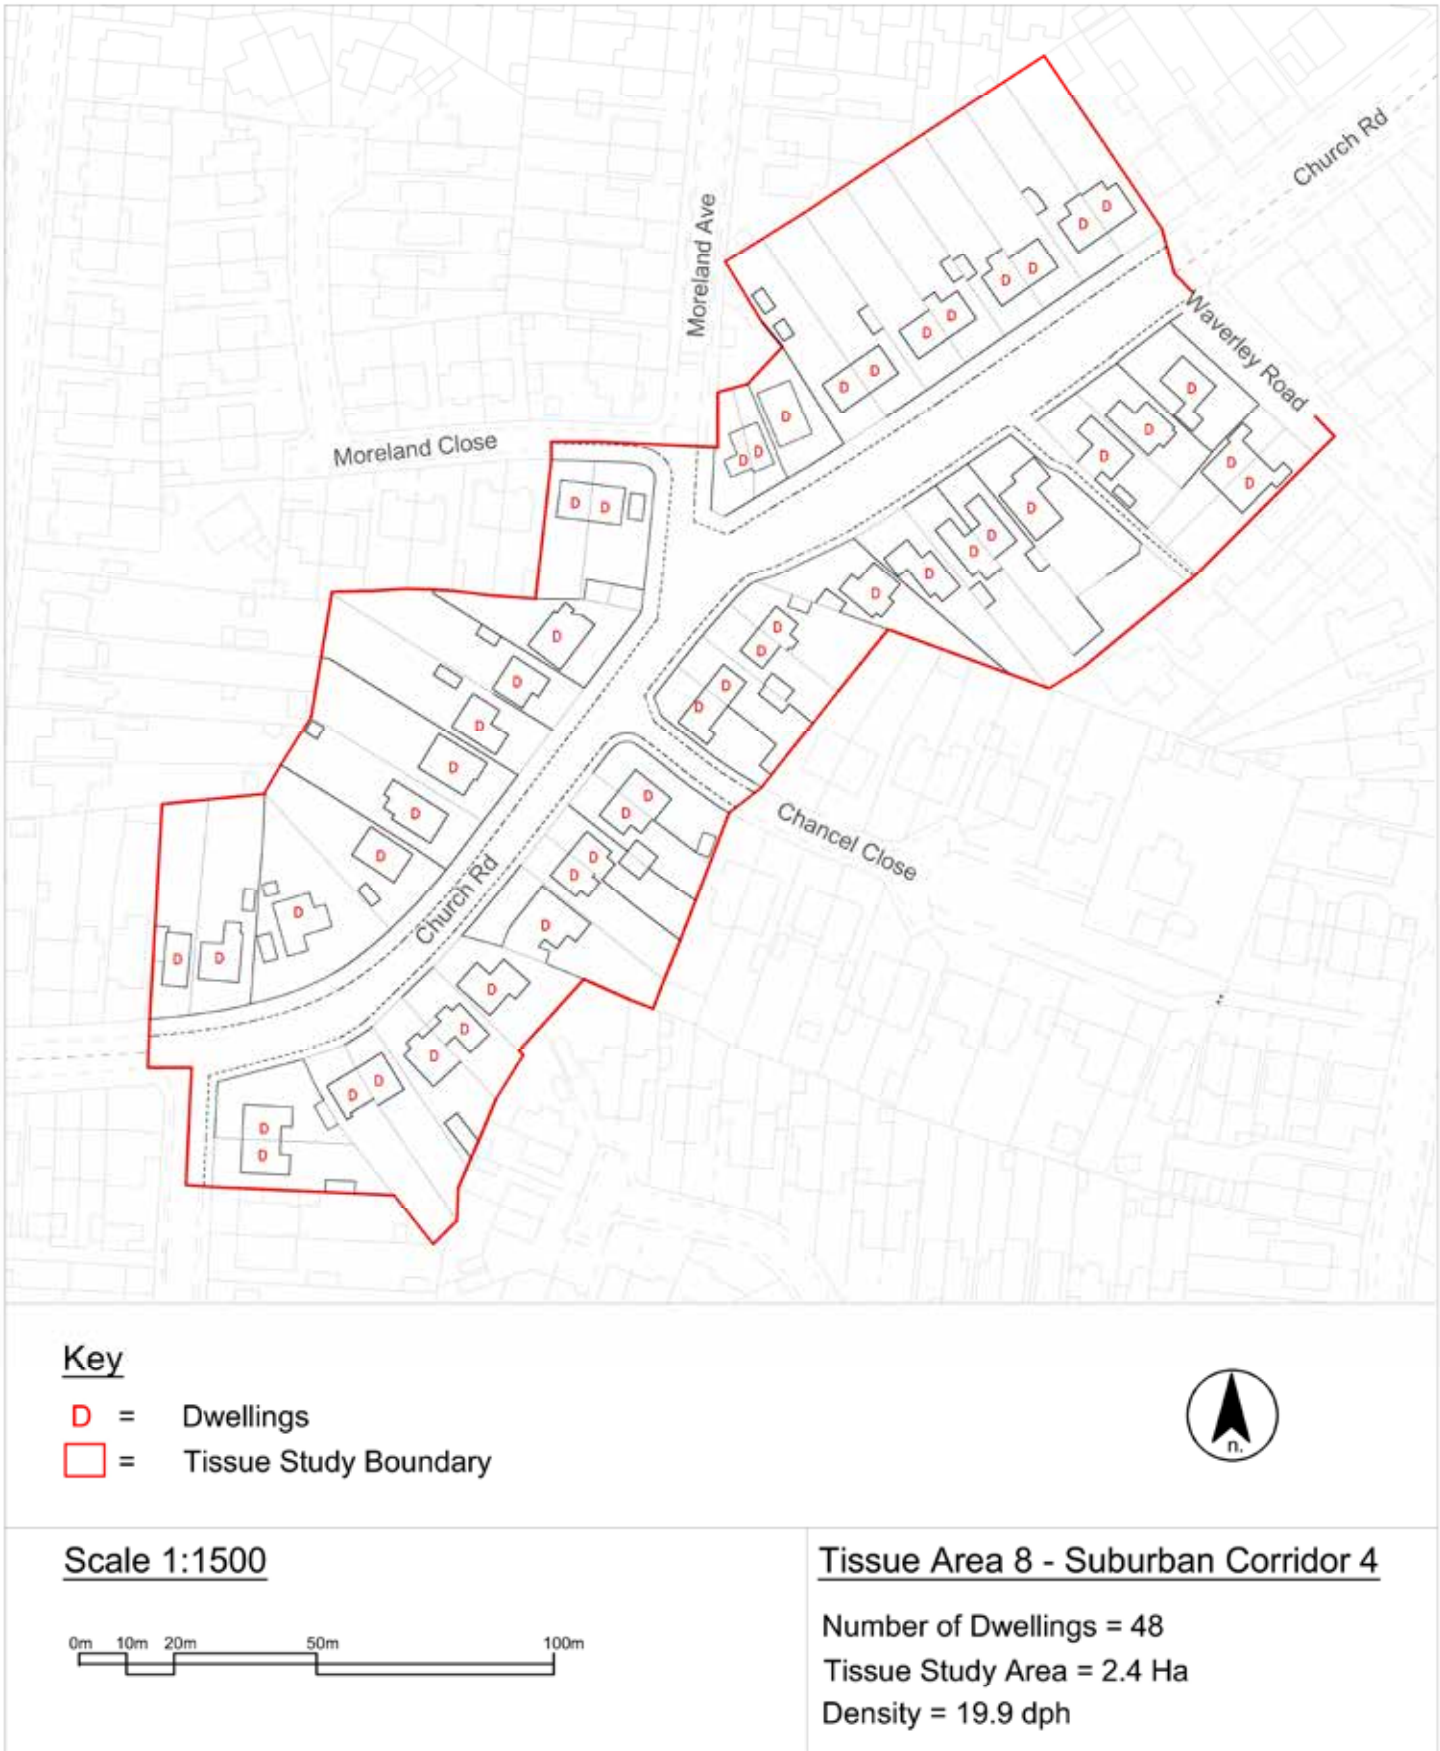 Church Rd
Moreland Ave
Waverley Road
Moreland Close
Chancel Close
Church Rd
D D
D D
D D
D D
D
D D
D
D
D
D D
D D
D
D
D D
D
D
D
D D
D D
D
D
D
D
D
D
D D
D D
D
D
D
D
D
D D
D D
D D
Key
D = Dwellings
= Tissue Study Boundary
n.
Scale 1:1500
0m 10m 20m 50m 100m
Tissue Area 8 - Suburban Corridor 4
Number of Dwellings = 48
Tissue Study Area = 2.4 Ha
Density = 19.9 dph